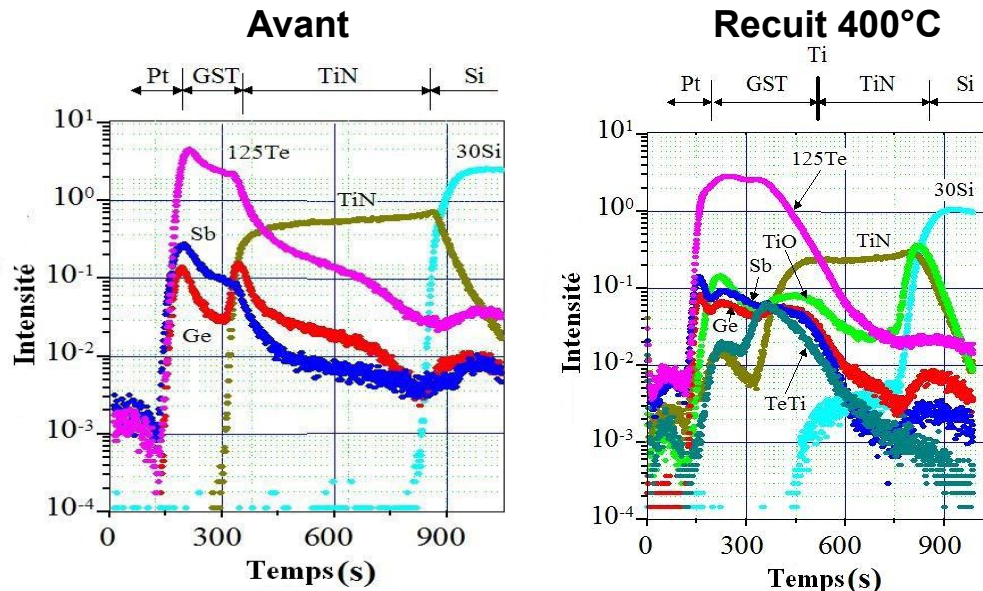 Avant
Pt GST TiN Si
10¹
10⁰
10⁻¹
10⁻²
10⁻³
10⁻⁴
Intensité
125Te
30Si
TiN
Sb
Ge
0 300 600 900
Temps(s)
Recuit 400°C
Ti
Pt GST TiN Si
10¹
10⁰
10⁻¹
10⁻²
10⁻³
10⁻⁴
Intensité
125Te
30Si
TiO
TiN
Sb
Ge
TeTi
0 300 600 900
Temps(s)